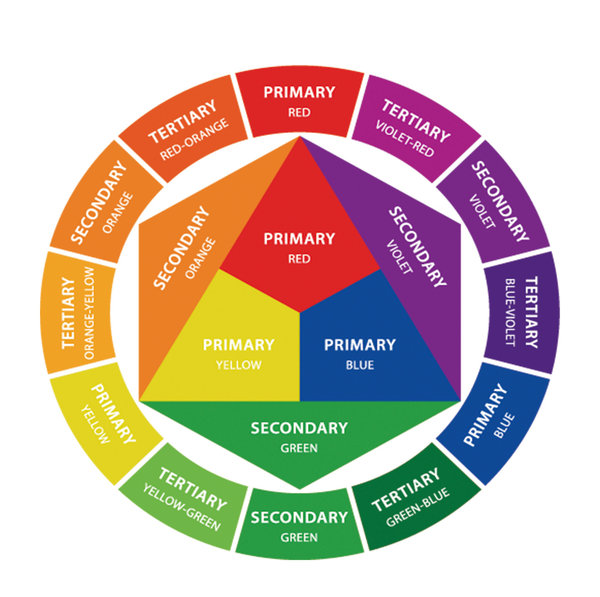 PRIMARY
RED
TERTIARY
VIOLET-RED
SECONDARY
VIOLET
TERTIARY
BLUE-VIOLET
PRIMARY
BLUE
TERTIARY
GREEN-BLUE
SECONDARY
GREEN
TERTIARY
YELLOW-GREEN
PRIMARY
YELLOW
TERTIARY
ORANGE-YELLOW
SECONDARY
ORANGE
TERTIARY
RED-ORANGE
PRIMARY
RED
SECONDARY
VIOLET
SECONDARY
ORANGE
PRIMARY
YELLOW
PRIMARY
BLUE
SECONDARY
GREEN